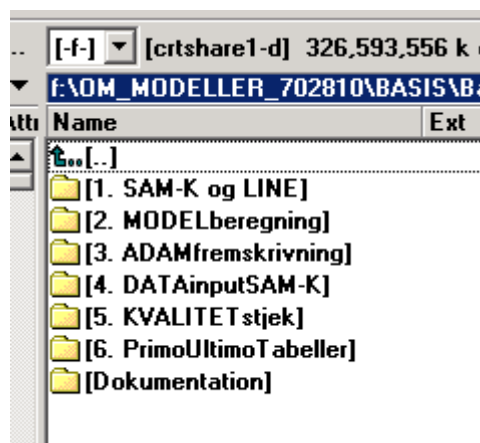 .. [-f-] [crtshare1-d] 326,593,556 k
f:\OM_MODELLER_702810\BASIS\Ba
Name Ext
[..]
[1. SAM-K og LINE]
[2. MODELberegning]
[3. ADAMfremskrivning]
[4. DATAinputSAM-K]
[5. KVALITETstjek]
[6. PrimoUltimoTabeller]
[Dokumentation]